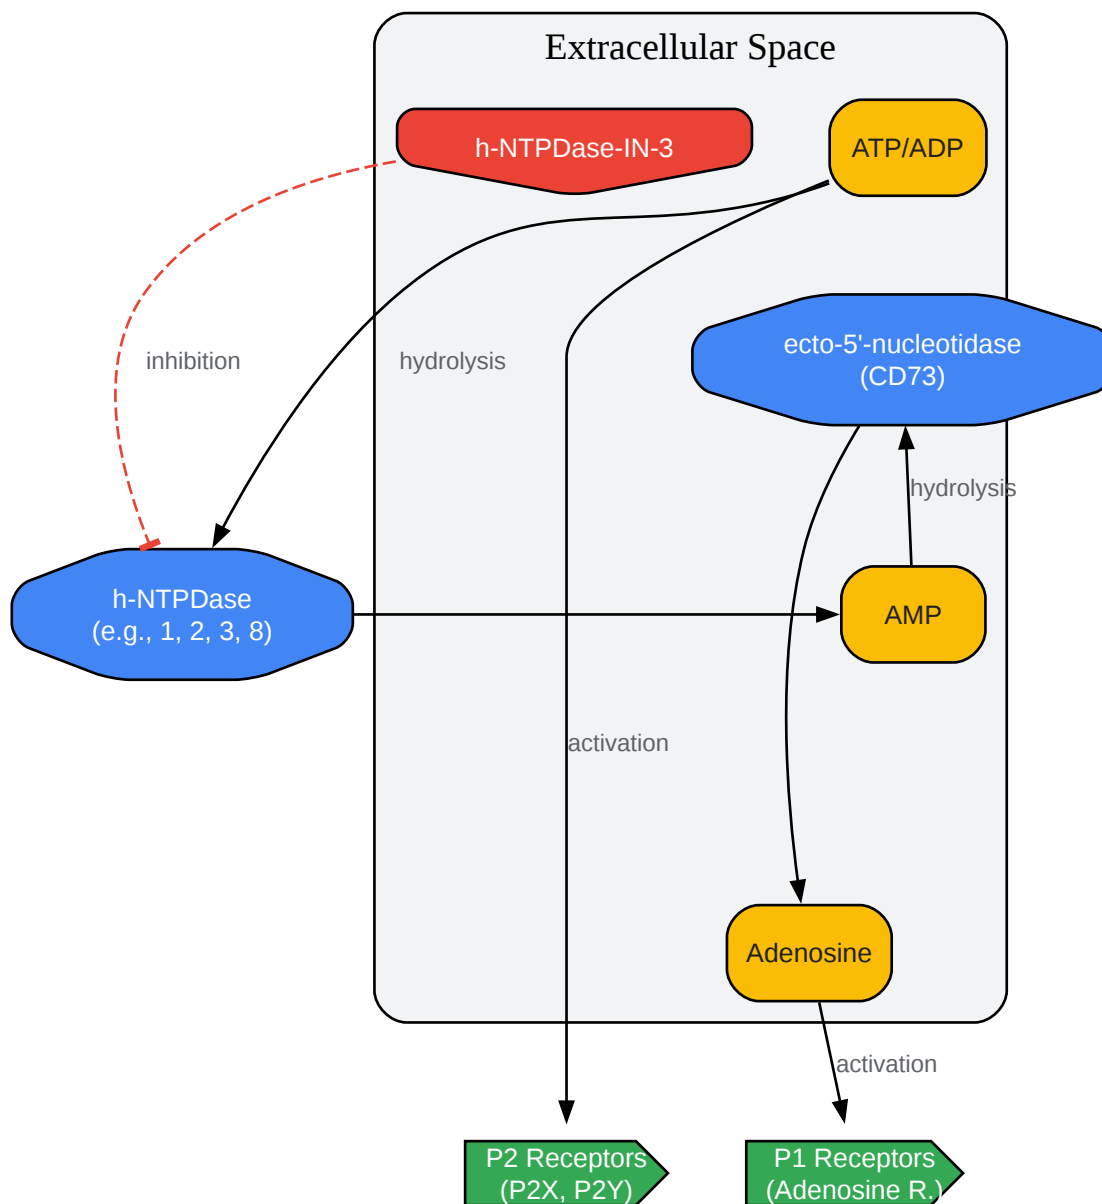 Extracellular Space
h-NTPDase-IN-3
ATP/ADP
inhibition
hydrolysis
ecto-5'-nucleotidase
(CD73)
hydrolysis
h-NTPDase
(e.g., 1, 2, 3, 8)
AMP
activation
Adenosine
activation
P2 Receptors
(P2X, P2Y)
P1 Receptors
(Adenosine R.)